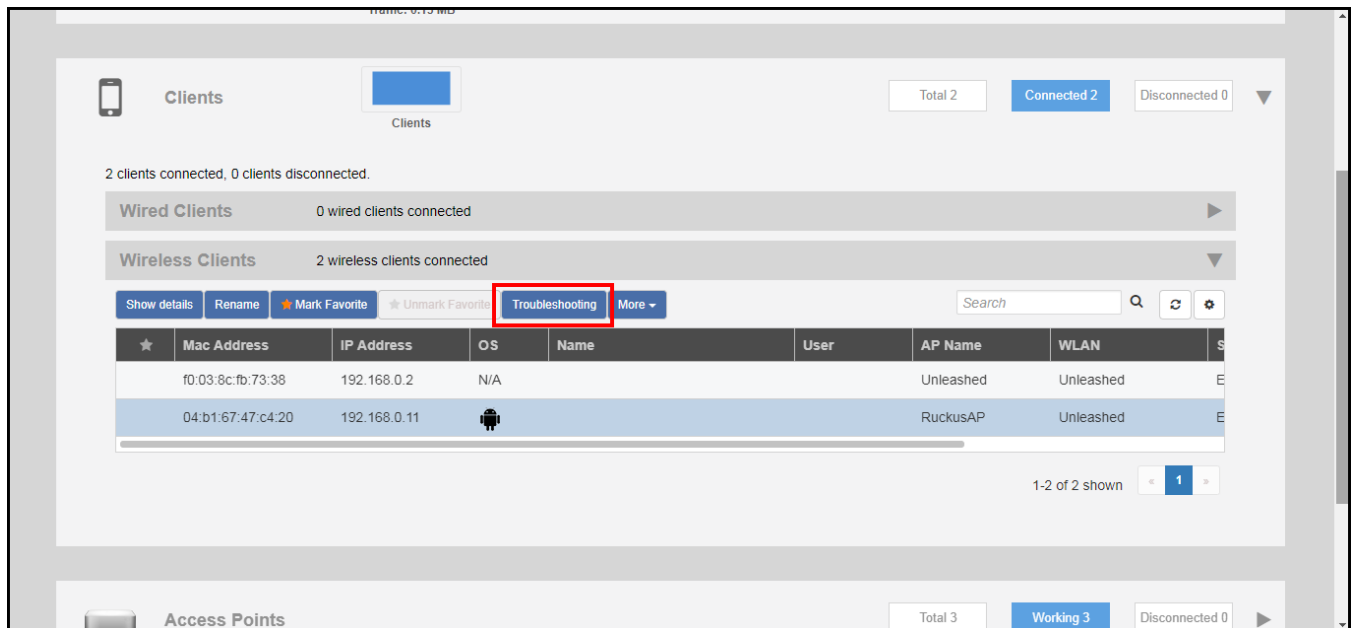 Traffic: 0.15 MB
Clients
Clients
Total 2
Connected 2
Disconnected 0
2 clients connected, 0 clients disconnected.
Wired Clients 0 wired clients connected
Wireless Clients 2 wireless clients connected
Show details Rename Mark Favorite Unmark Favorite Troubleshooting More Search
Mac Address IP Address OS Name User AP Name WLAN S
f0:03:8c:fb:73:38 192.168.0.2 N/A Unleashed Unleashed E
04:b1:67:47:c4:20 192.168.0.11 RuckusAP Unleashed E
1-2 of 2 shown « 1 »
Access Points Total 3 Working 3 Disconnected 0